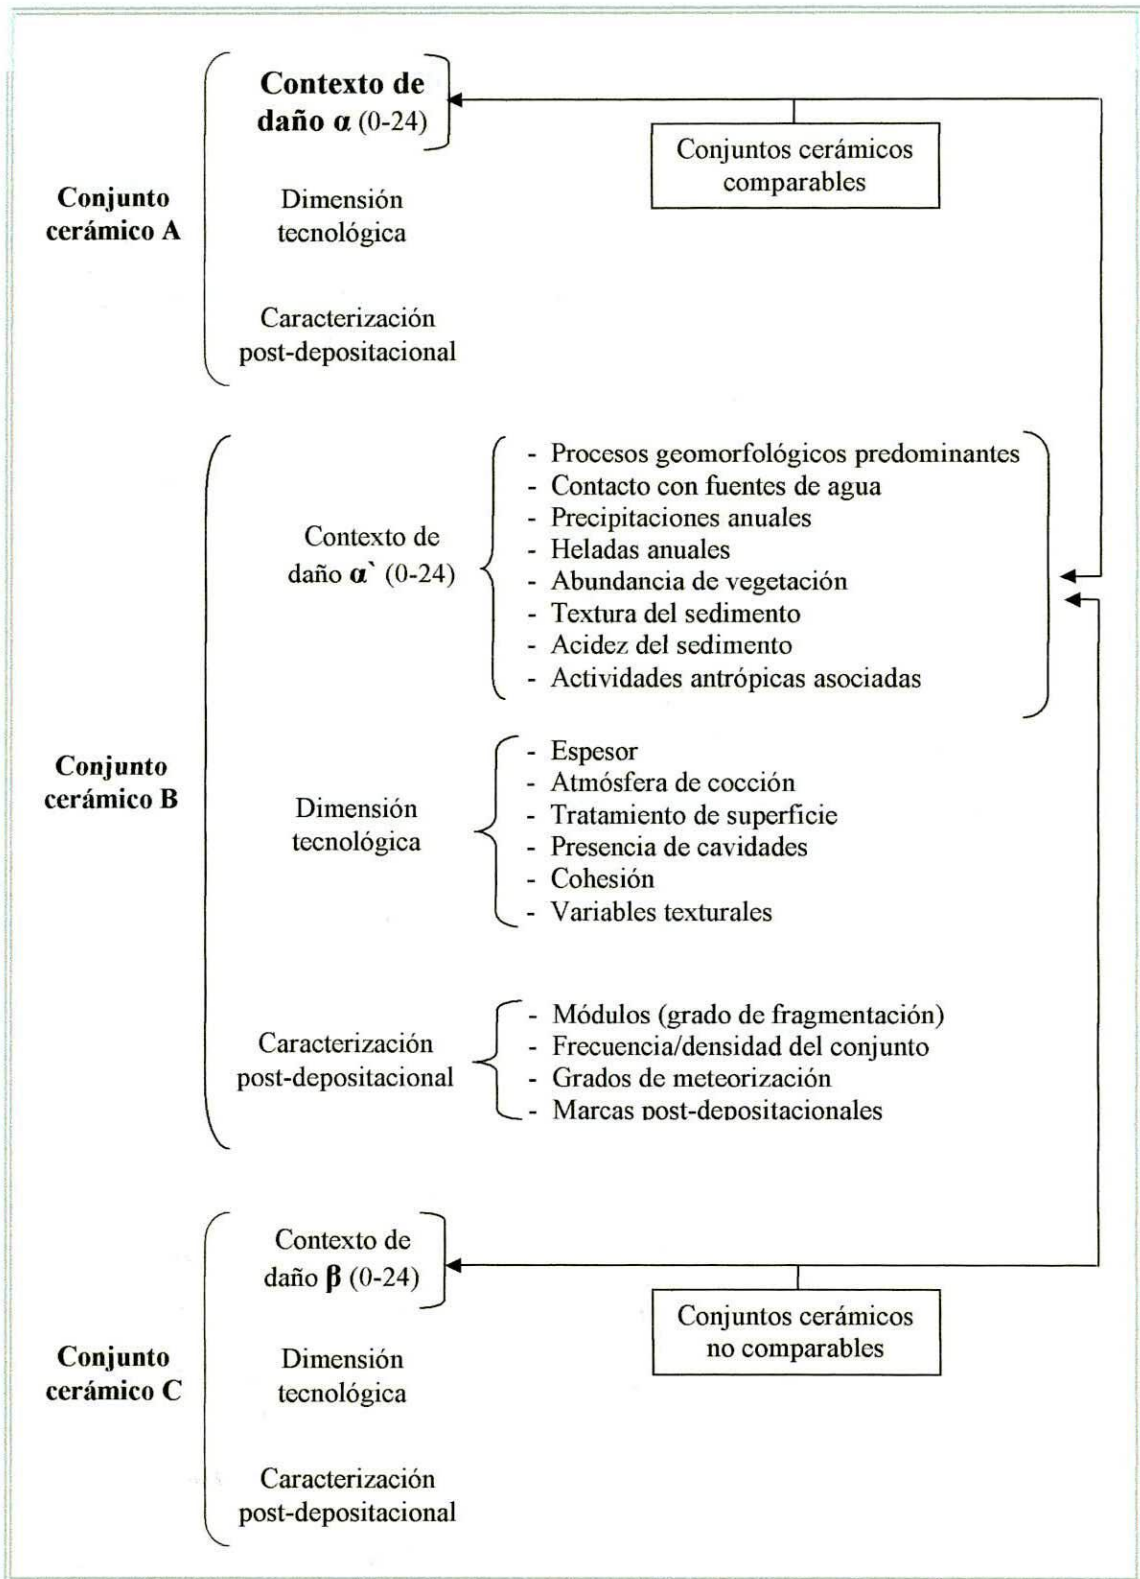 Contexto de
daño α (0-24)
Conjuntos cerámicos
comparables
Conjunto
cerámico A
Dimensión
tecnológica
Caracterización
post-depositacional
Contexto de
daño α` (0-24)
- Procesos geomorfológicos predominantes
- Contacto con fuentes de agua
- Precipitaciones anuales
- Heladas anuales
- Abundancia de vegetación
- Textura del sedimento
- Acidez del sedimento
- Actividades antrópicas asociadas
Conjunto
cerámico B
Dimensión
tecnológica
- Espesor
- Atmósfera de cocción
- Tratamiento de superficie
- Presencia de cavidades
- Cohesión
- Variables texturales
Caracterización
post-depositacional
- Módulos (grado de fragmentación)
- Frecuencia/densidad del conjunto
- Grados de meteorización
- Marcas post-depositacionales
Contexto de
daño β (0-24)
Conjuntos cerámicos
no comparables
Conjunto
cerámico C
Dimensión
tecnológica
Caracterización
post-depositacional